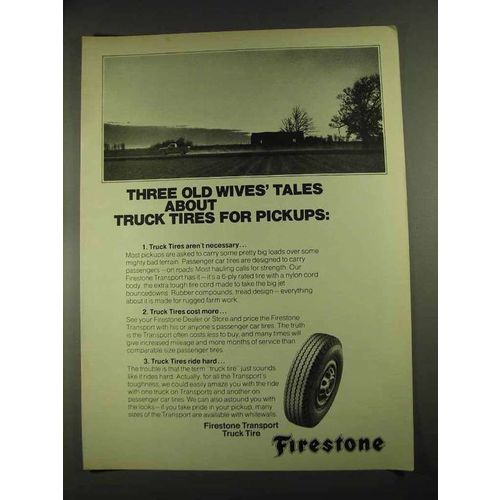 THREE OLD WIVES' TALES
ABOUT
TRUCK TIRES FOR PICKUPS:
1. Truck Tires aren't necessary...
Most pickups are asked to carry some pretty big loads over some
mighty bad terrain. Passenger car tires are designed to carry
passengers—on roads. Most hauling calls for strength. Our
Firestone Transport has it—it's a 6-ply rated tire with a nylon cord
body, the extra tough tire cord made to take the big jet
bouncedowns. Rubber compounds, tread design—everything
about it is made for rugged farm work.
2. Truck Tires cost more...
See your Firestone Dealer or Store and price the Firestone
Transport with his or anyone's passenger car tires. The truth
is the Transport often costs less to buy, and many times will
give increased mileage and more months of service than
comparable size passenger tires.
3. Truck Tires ride hard...
The trouble is that the term "truck tire" just sounds
like it rides hard. Actually, for all the Transport's
toughness, we could easily amaze you with the ride
with one truck on Transports and another on
passenger car tires. We can also astound you with
the looks—if you take pride in your pickup, many
sizes of the Transport are available with whitewalls.
Firestone Transport
Truck Tire
Firestone